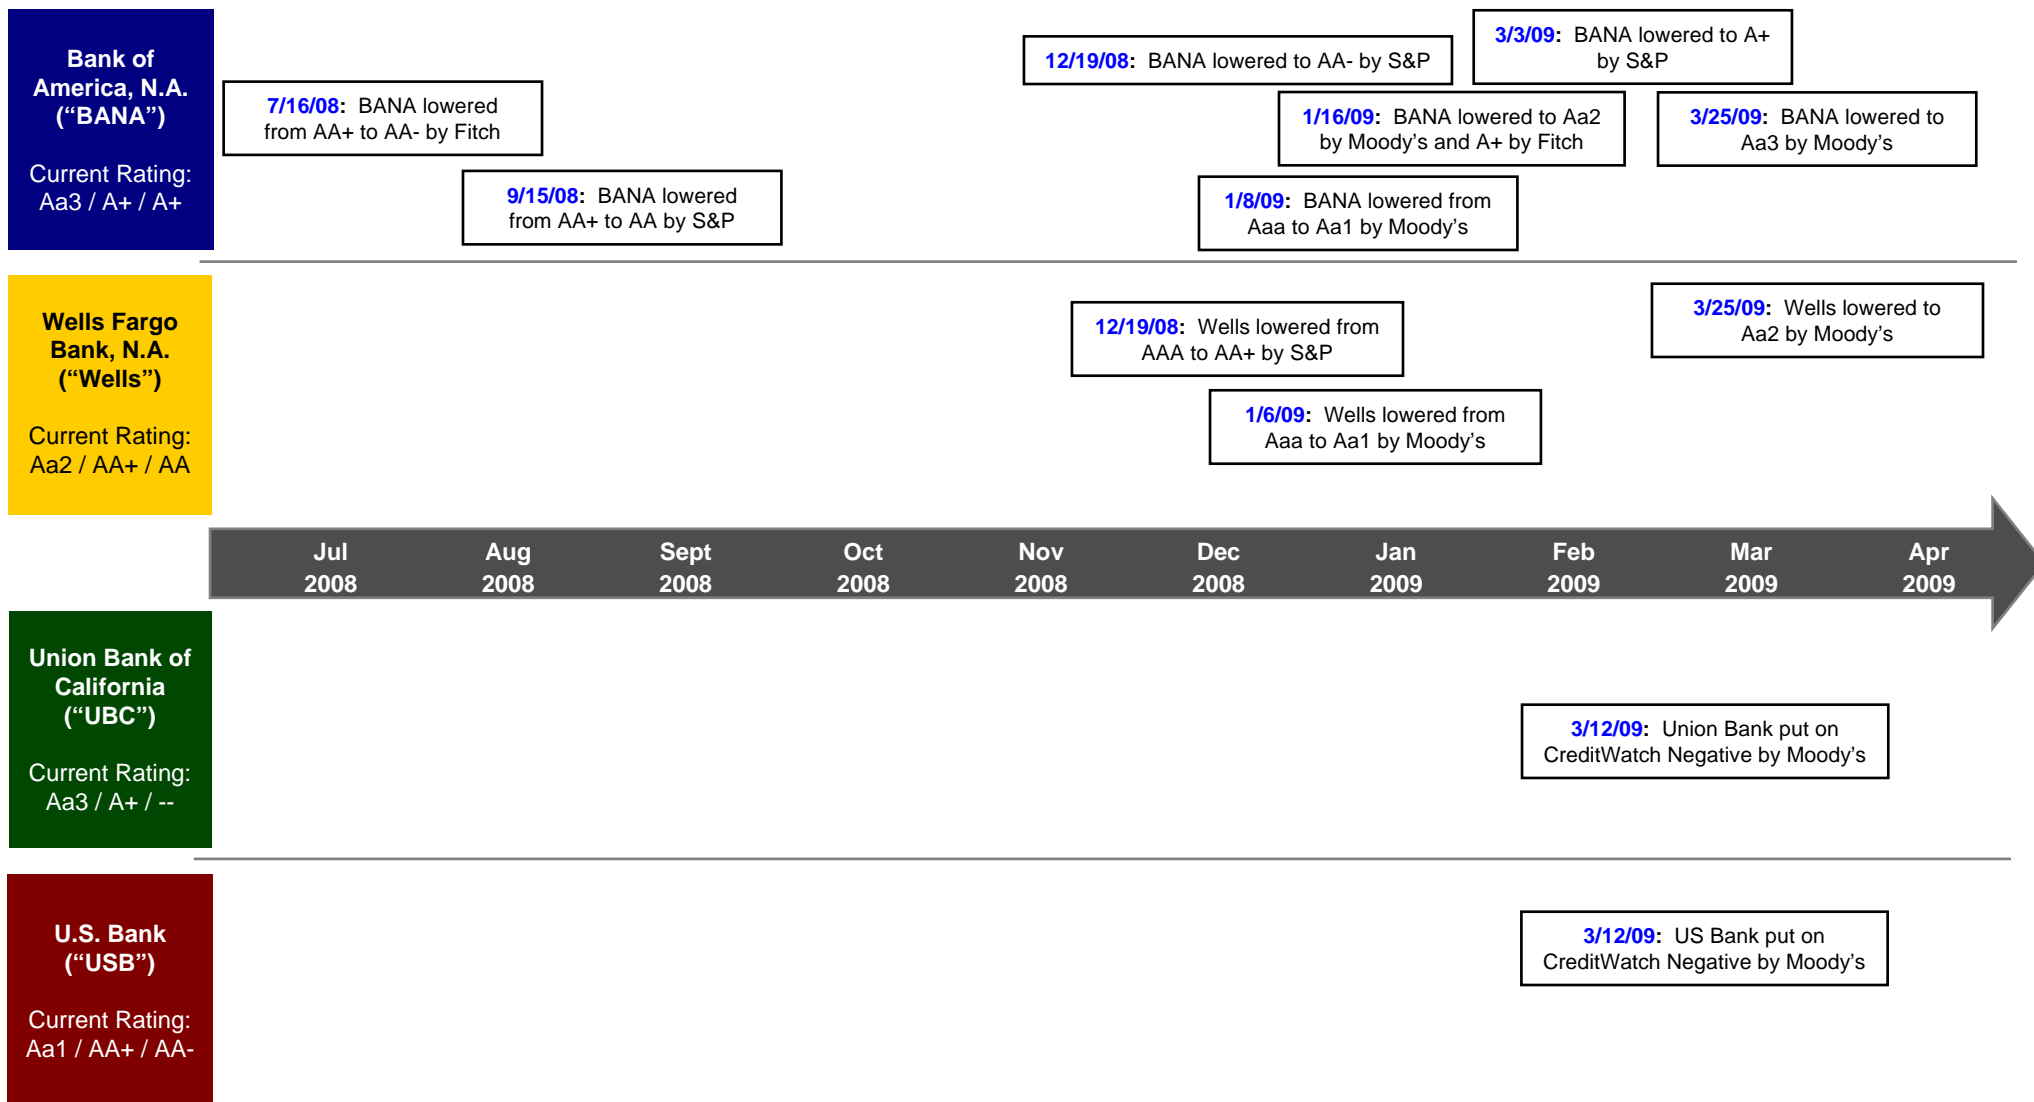 Bank of
America, N.A.
(“BANA”)
Current Rating:
Aa3 / A+ / A+
7/16/08: BANA lowered
from AA+ to AA- by Fitch
9/15/08: BANA lowered
from AA+ to AA by S&P
12/19/08: BANA lowered to AA- by S&P
3/3/09: BANA lowered to A+
by S&P
1/16/09: BANA lowered to Aa2
by Moody’s and A+ by Fitch
3/25/09: BANA lowered to
Aa3 by Moody’s
1/8/09: BANA lowered from
Aaa to Aa1 by Moody’s
Wells Fargo
Bank, N.A.
(“Wells”)
Current Rating:
Aa2 / AA+ / AA
12/19/08: Wells lowered from
AAA to AA+ by S&P
3/25/09: Wells lowered to
Aa2 by Moody’s
1/6/09: Wells lowered from
Aaa to Aa1 by Moody’s
Jul Aug Sept Oct Nov Dec Jan Feb Mar Apr
2008 2008 2008 2008 2008 2008 2009 2009 2009 2009
Union Bank of
California
(“UBC”)
Current Rating:
Aa3 / A+ / --
3/12/09: Union Bank put on
CreditWatch Negative by Moody’s
U.S. Bank
(“USB”)
Current Rating:
Aa1 / AA+ / AA-
3/12/09: US Bank put on
CreditWatch Negative by Moody’s